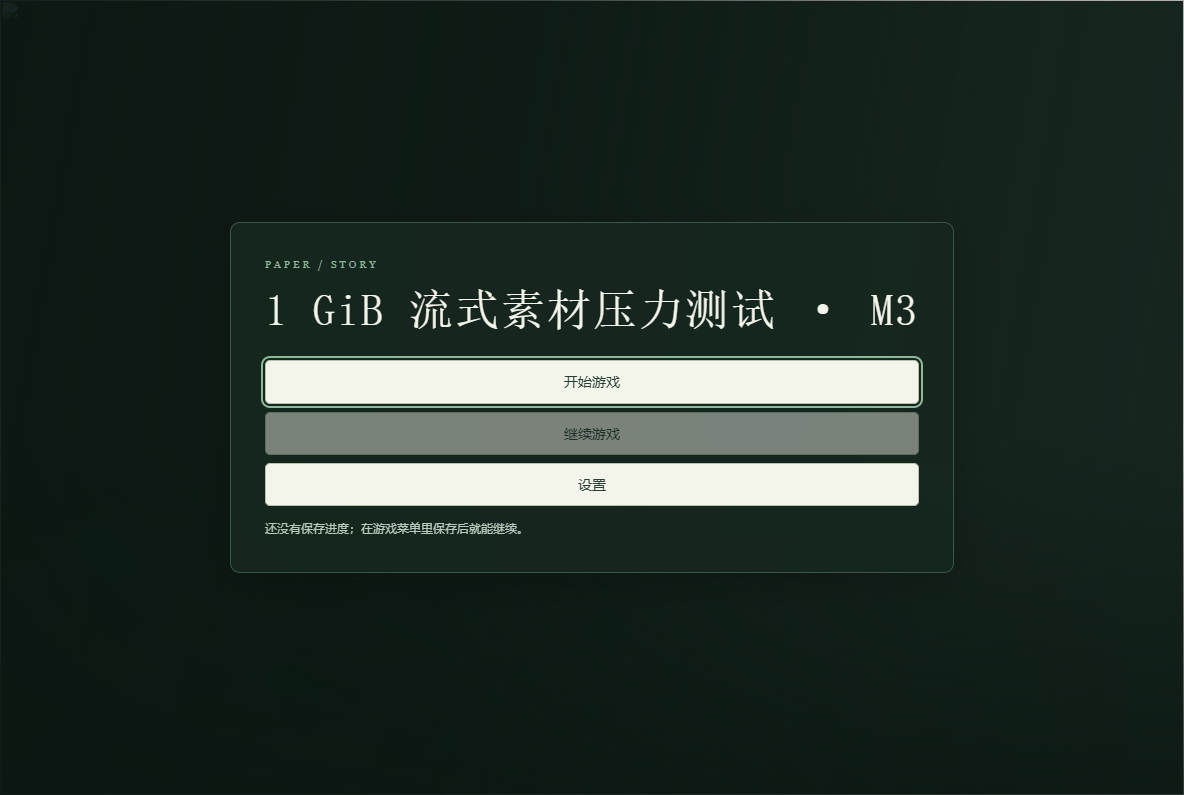 PAPER / STORY
1 GiB 流式素材压力测试 · M3
开始游戏
继续游戏
设置
还没有保存进度；在游戏菜单里保存后就能继续。